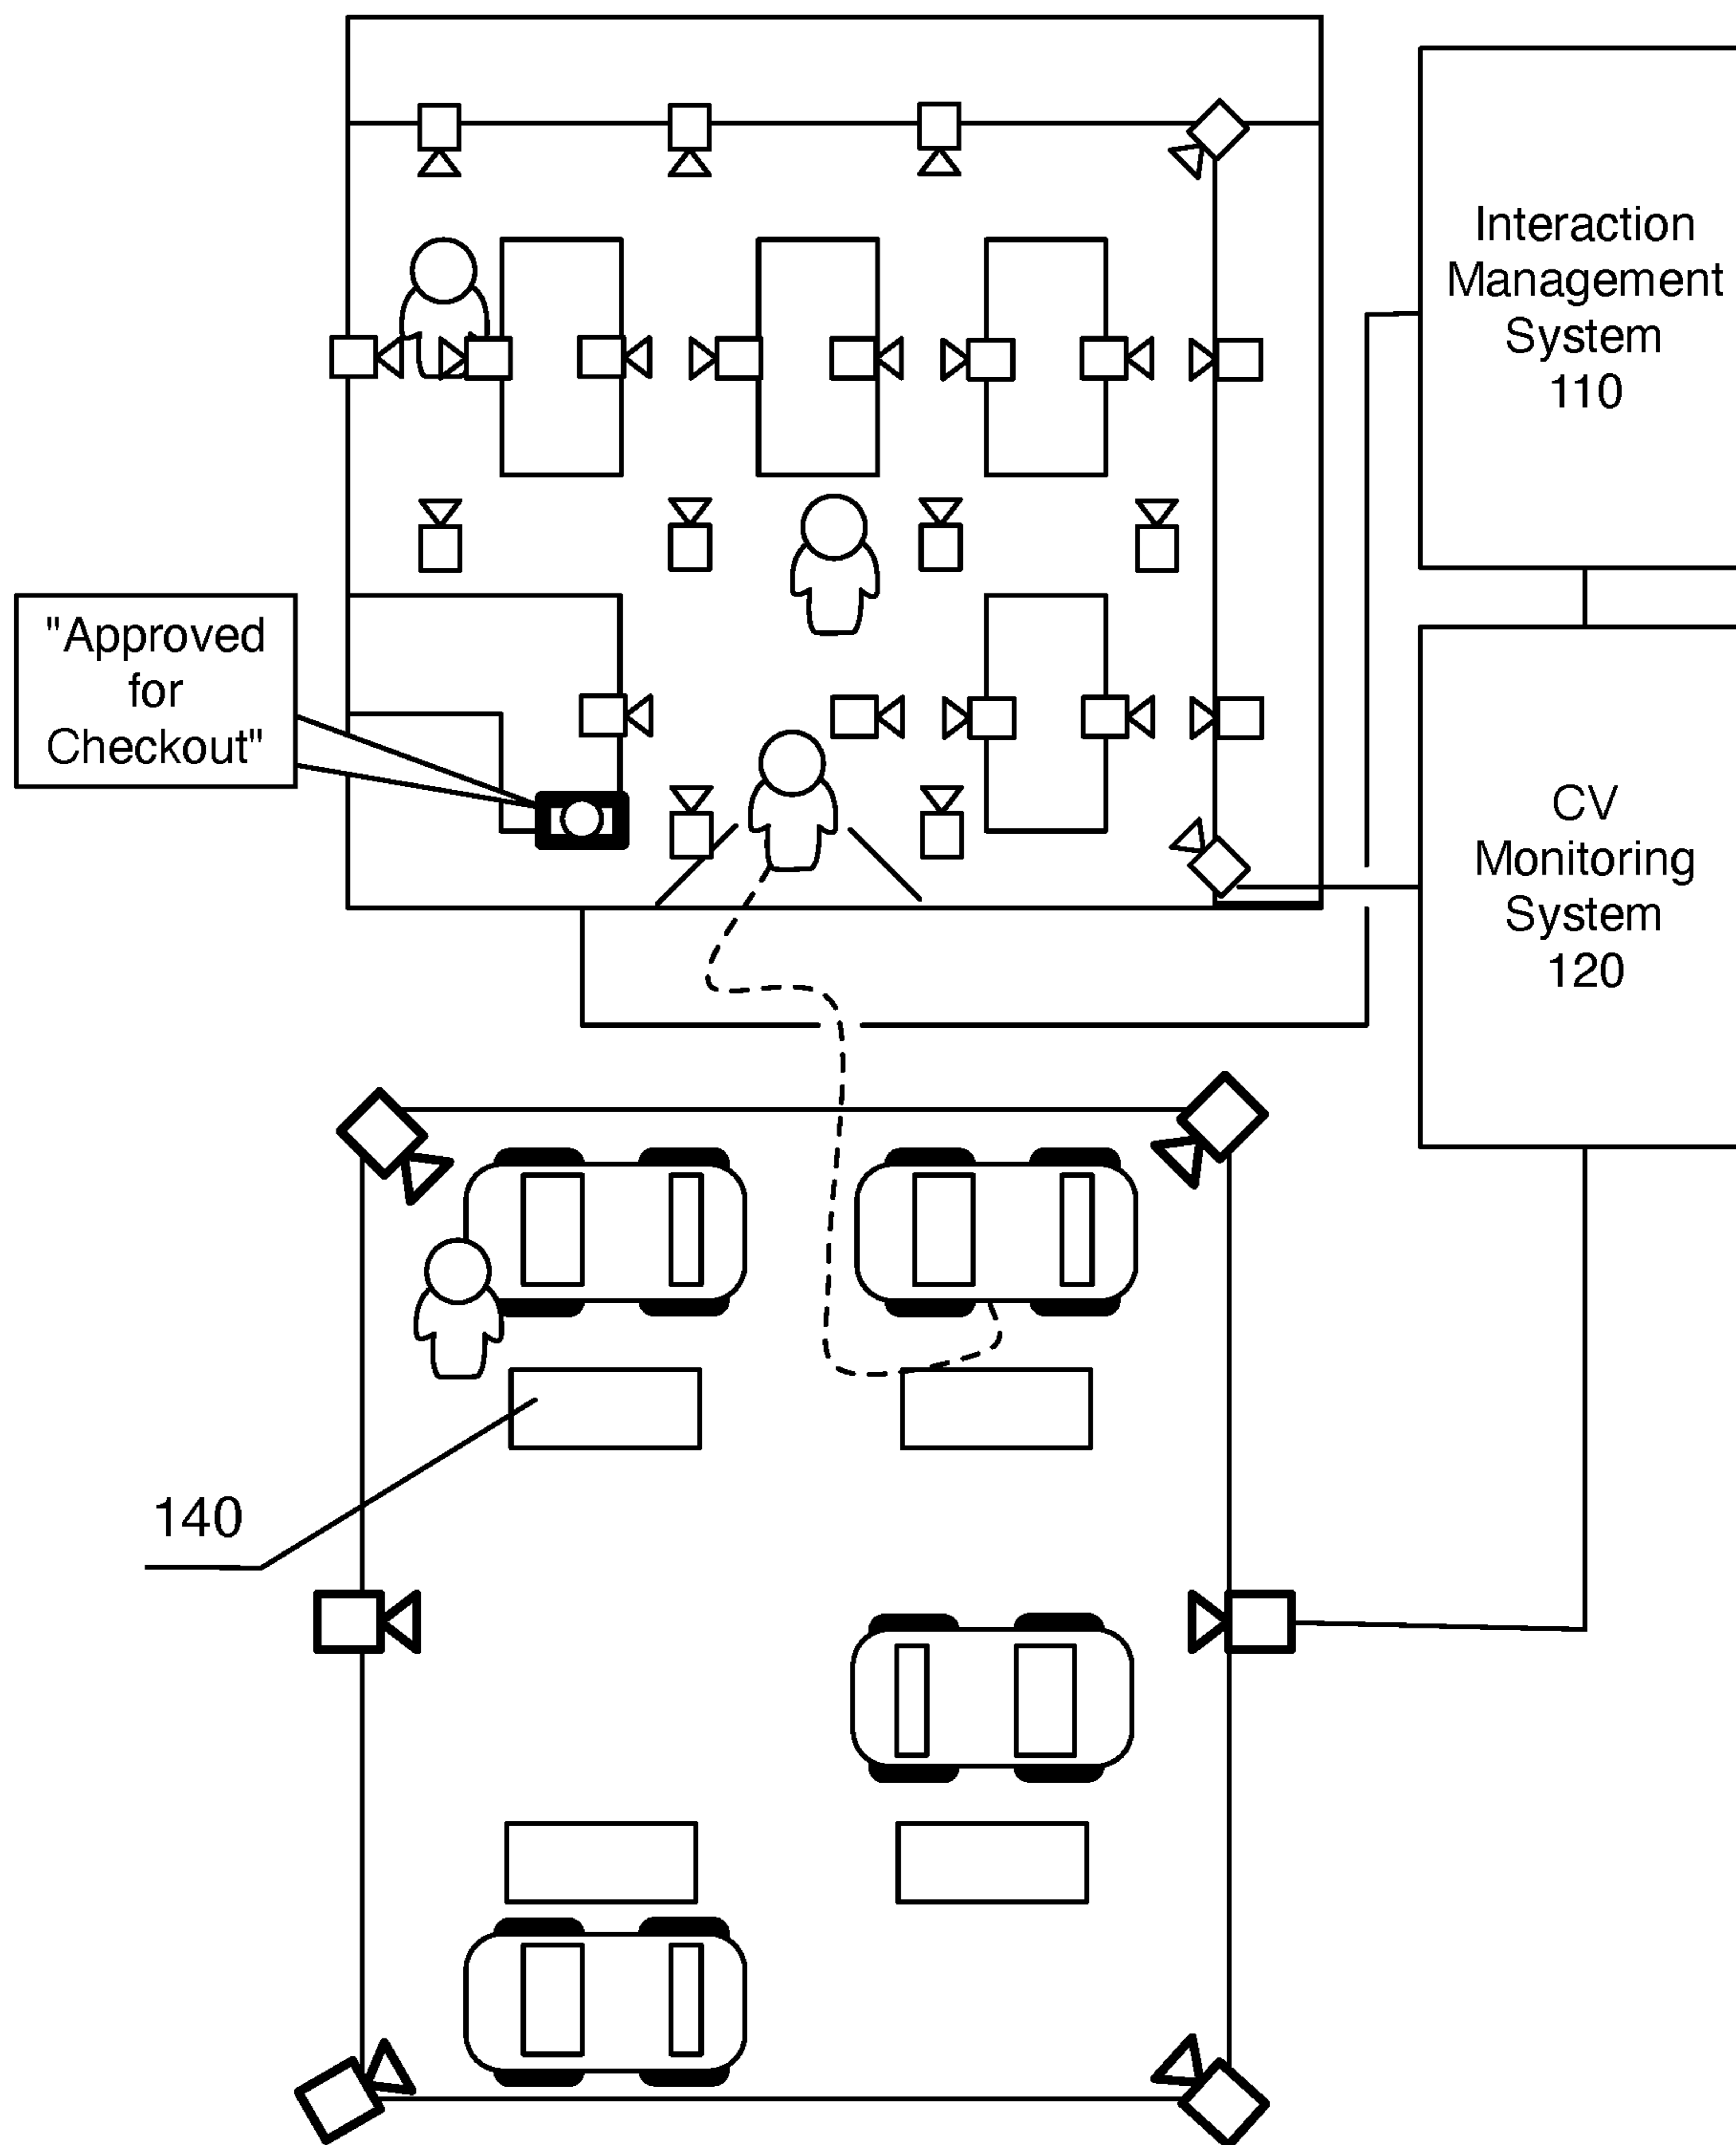 Interaction
Management
System
110
"Approved
for
Checkout"
CV
Monitoring
System
120
140